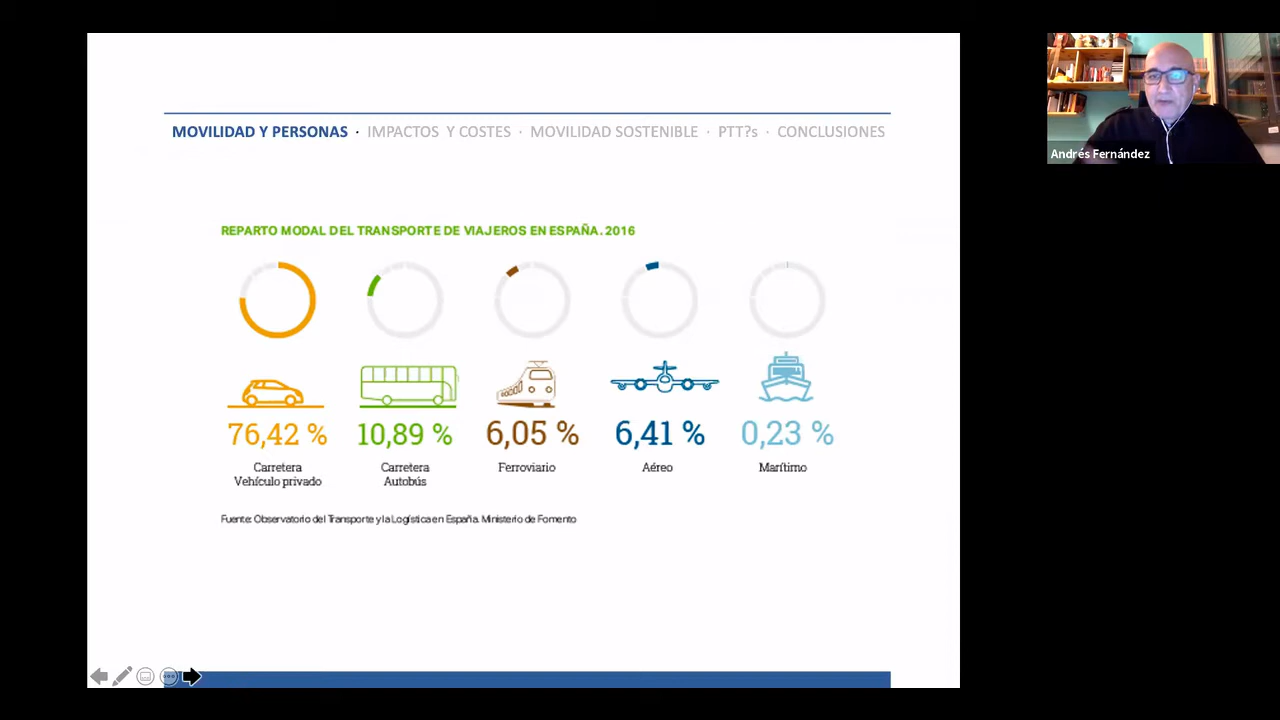 MOVILIDAD Y PERSONAS · IMPACTOS Y COSTES · MOVILIDAD SOSTENIBLE · PTT?s · CONCLUSIONES
Andrés Fernández
REPARTO MODAL DEL TRANSPORTE DE VIAJEROS EN ESPAÑA. 2016
76,42 % 10,89 % 6,05 % 6,41 % 0,23 %
Carretera Carretera Ferroviario Aéreo Marítimo
Vehículo privado Autobús
Fuente: Observatorio del Transporte y la Logística en España. Ministerio de Fomento